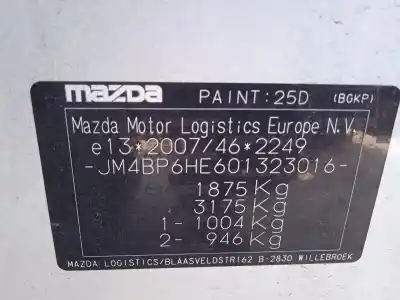 mazda PAINT: 25D (BGKP)
Mazda Motor Logistics Europe N.V.
e13*2007/46*2249
-JM4BP6HE601323016-
1875 Kg
3175 Kg
1- 1004 Kg
2- 946 Kg
MAZDA LOGISTICS/BLAASVELDSTR162 B-2830 WILLEBROEK